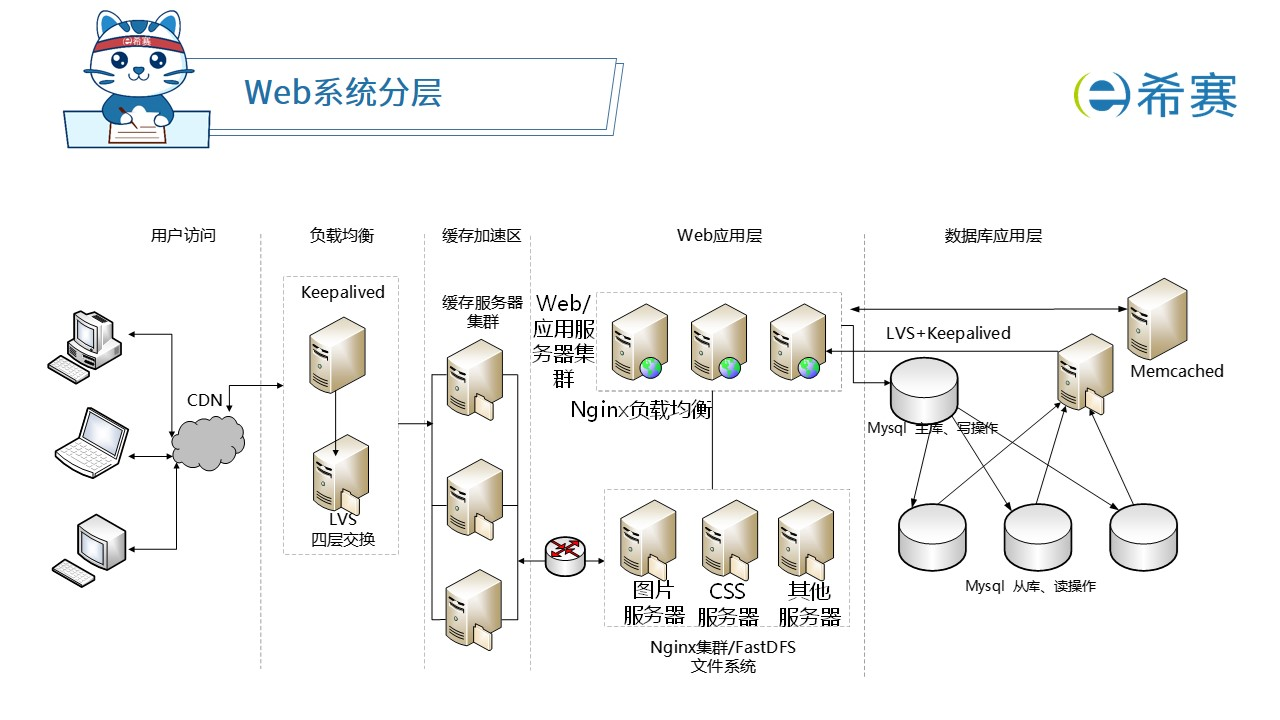 希赛
Web系统分层
希赛
用户访问
负载均衡
缓存加速区
Web应用层
数据库应用层
Keepalived
缓存服务器
集群
Web/
应用服
务器集
群
LVS+Keepalived
Memcached
CDN
Nginx负载均衡
Mysql 主库、写操作
LVS
四层交换
图片
服务器
CSS
服务器
其他
服务器
Mysql 从库、读操作
Nginx集群/FastDFS
文件系统